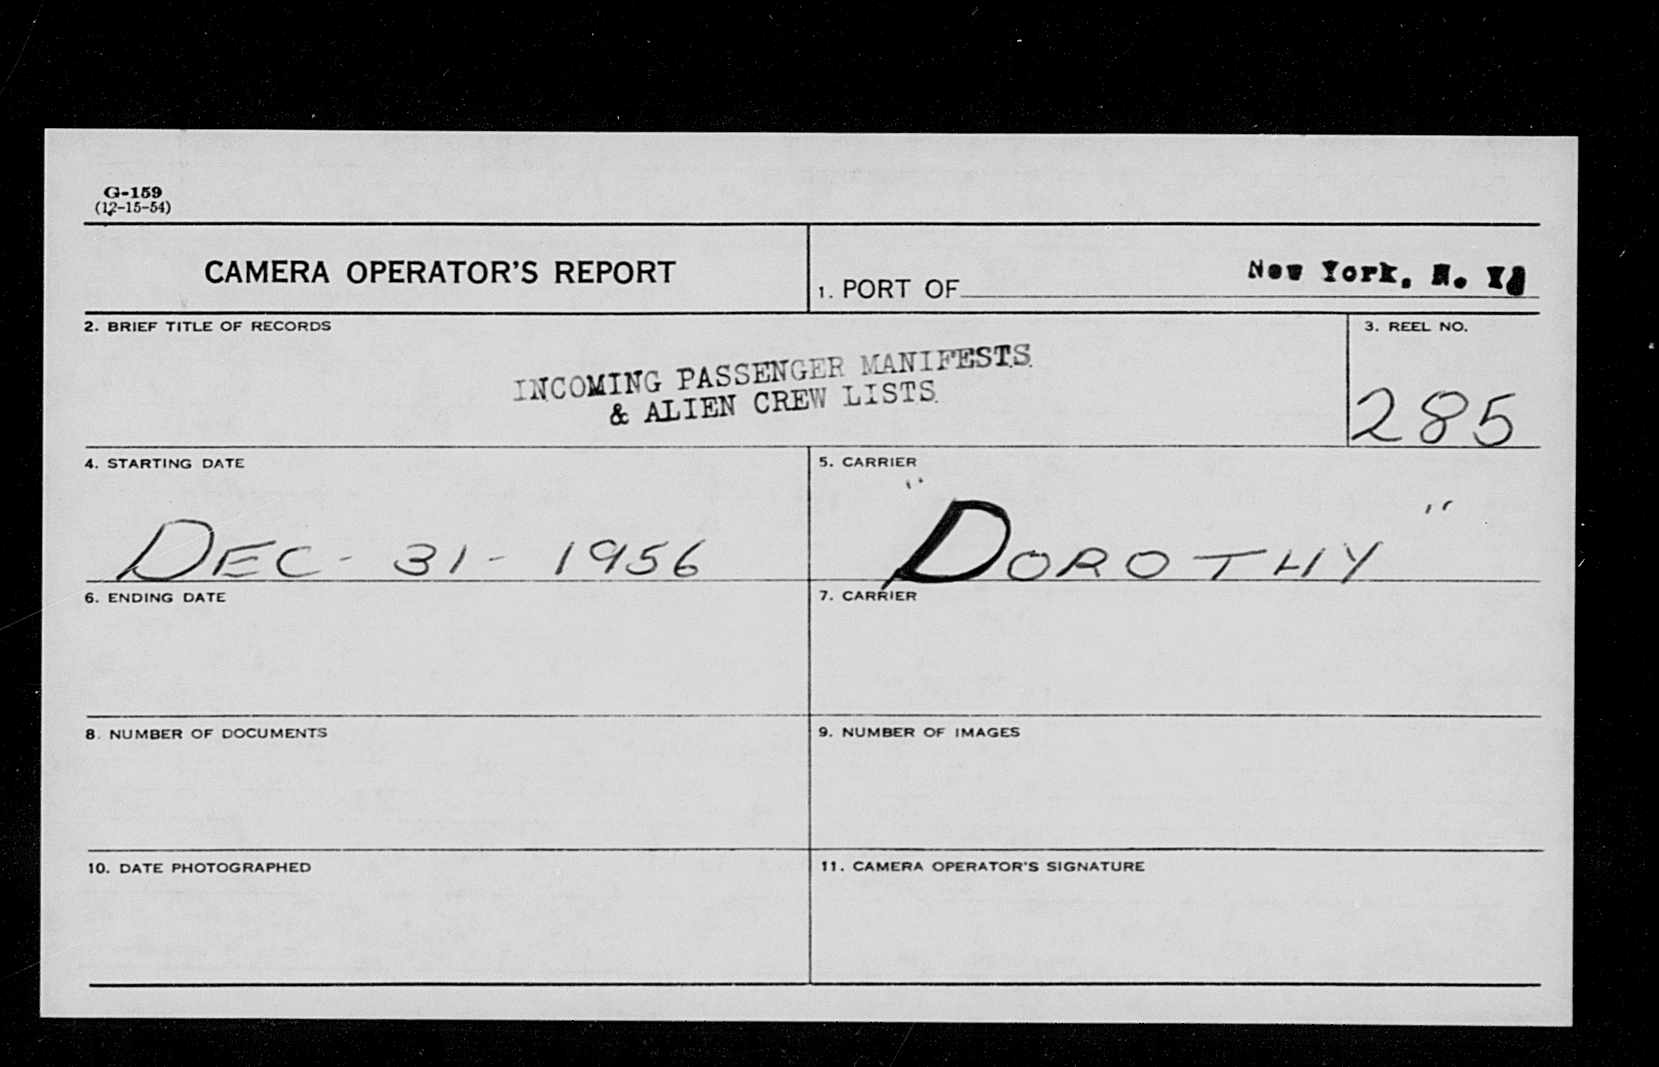 G-159
(12-15-54)
CAMERA OPERATOR'S REPORT
1. PORT OF New York, N. Y.
2. BRIEF TITLE OF RECORDS
INCOMING PASSENGER MANIFESTS
& ALIEN CREW LISTS
3. REEL NO.
285
4. STARTING DATE
DEC - 31 - 1956
5. CARRIER
"DOROTHY"
6. ENDING DATE
7. CARRIER
8. NUMBER OF DOCUMENTS
9. NUMBER OF IMAGES
10. DATE PHOTOGRAPHED
11. CAMERA OPERATOR'S SIGNATURE